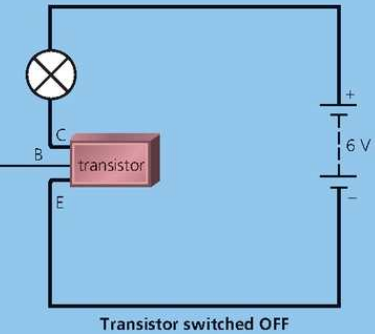 +
C
B
transistor
6 V
E
–
Transistor switched OFF